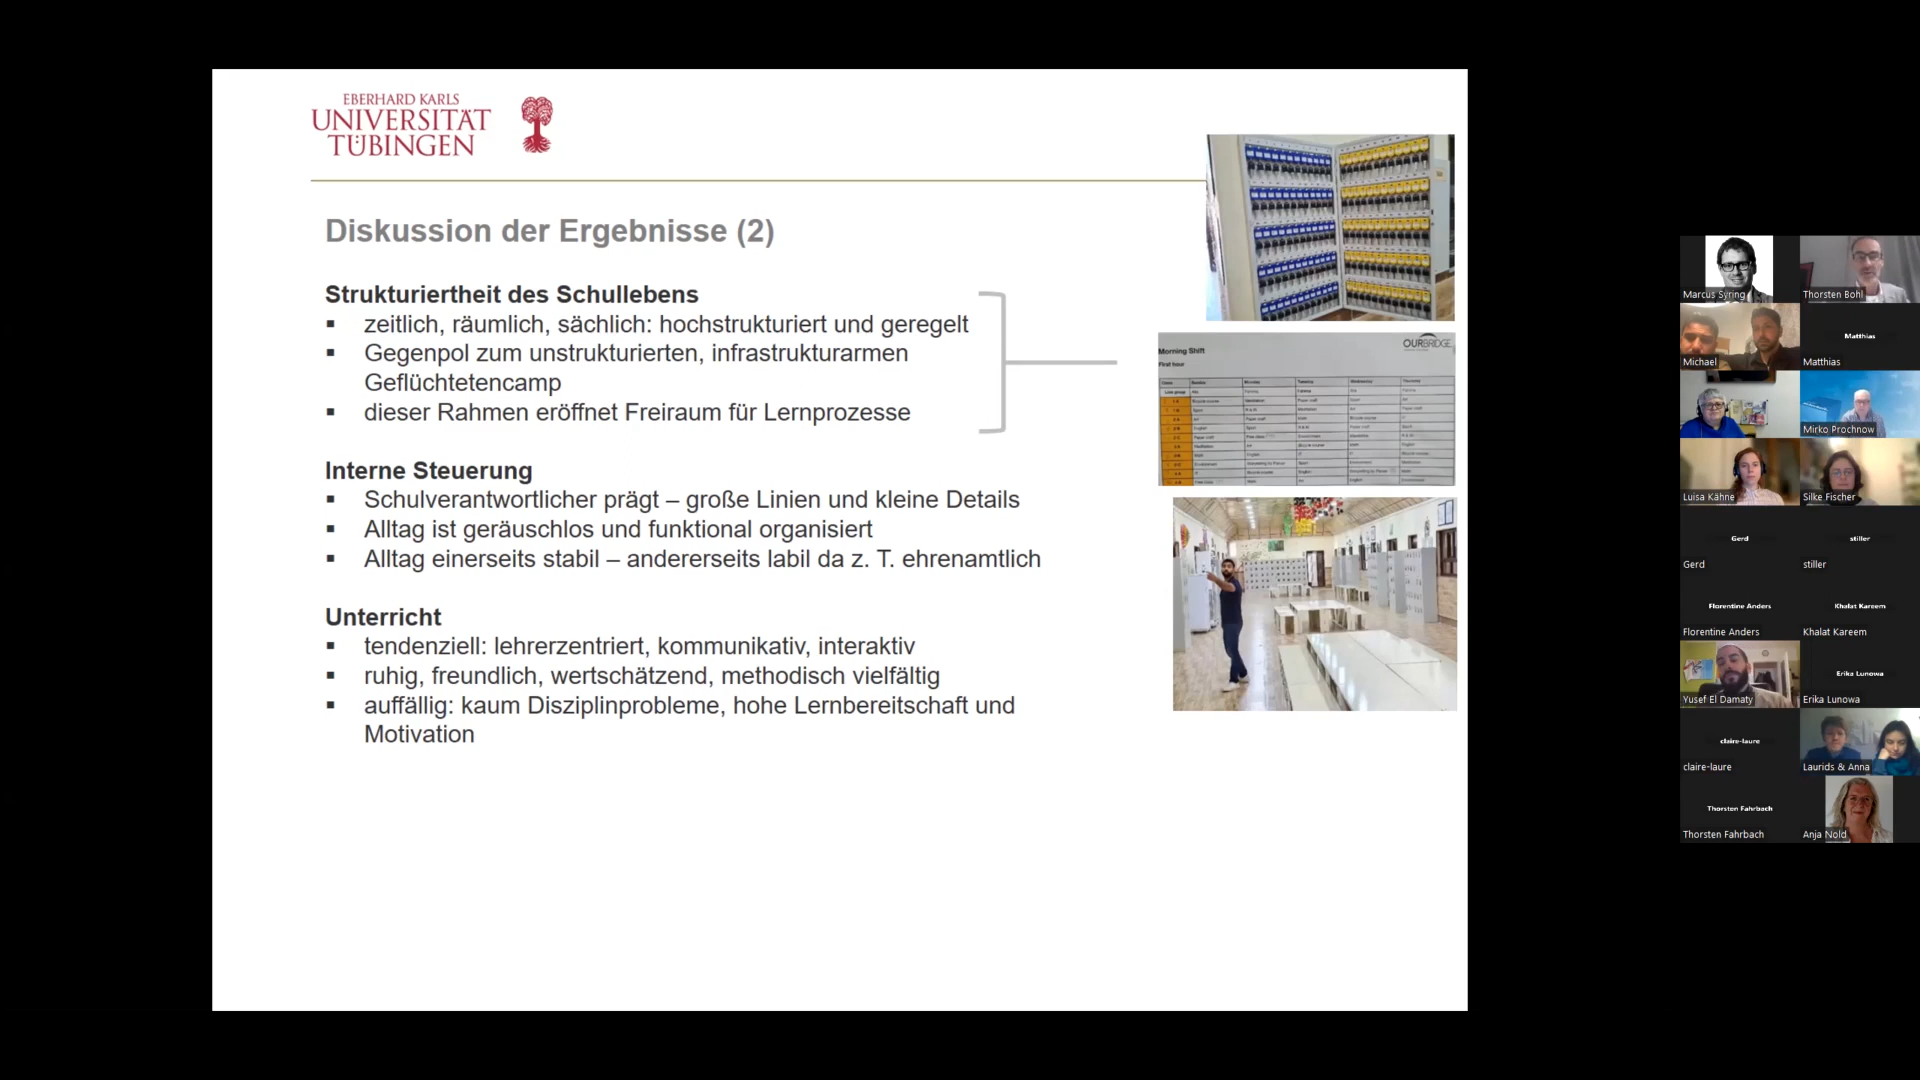 EBERHARD KARLS
UNIVERSITÄT
TÜBINGEN
Diskussion der Ergebnisse (2)
Strukturiertheit des Schullebens
▪ zeitlich, räumlich, sächlich: hochstrukturiert und geregelt
▪ Gegenpol zum unstrukturierten, infrastrukturarmen
Geflüchtetencamp
▪ dieser Rahmen eröffnet Freiraum für Lernprozesse
Interne Steuerung
▪ Schulverantwortlicher prägt – große Linien und kleine Details
▪ Alltag ist geräuschlos und funktional organisiert
▪ Alltag einerseits stabil – andererseits labil da z. T. ehrenamtlich
Unterricht
▪ tendenziell: lehrerzentriert, kommunikativ, interaktiv
▪ ruhig, freundlich, wertschätzend, methodisch vielfältig
▪ auffällig: kaum Disziplinprobleme, hohe Lernbereitschaft und
Motivation
OURBRIDGE
Morning Shift
First hour
Marcus Syring
Thorsten Bohl
Michael
Matthias
Matthias
Mirko Prochnow
Luisa Kähne
Silke Fischer
Gerd
Gerd
stiller
stiller
Florentine Anders
Florentine Anders
Khalat Kareem
Khalat Kareem
Yusef El Damaty
Erika Lunowa
Erika Lunowa
claire-laure
claire-laure
Laurids & Anna
Thorsten Fahrbach
Thorsten Fahrbach
Anja Nold